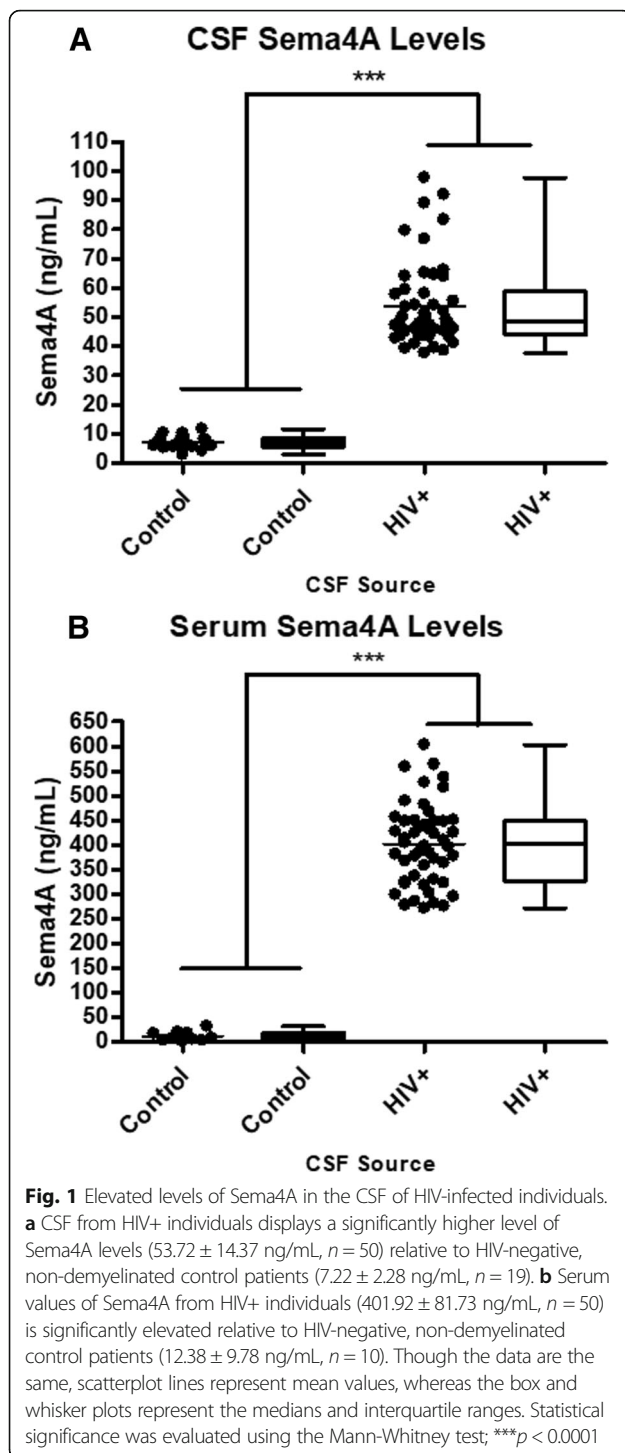 A CSF Sema4A Levels
***
110
100
90
80
70
60
50
40
30
20
10
0
Sema4A (ng/mL)
Control Control HIV+ HIV+
CSF Source
B Serum Sema4A Levels
***
650
600
550
500
450
400
350
300
250
200
150
100
50
0
Sema4A (ng/mL)
Control Control HIV+ HIV+
CSF Source
Fig. 1 Elevated levels of Sema4A in the CSF of HIV-infected individuals.
a CSF from HIV+ individuals displays a significantly higher level of
Sema4A levels (53.72 ± 14.37 ng/mL, n = 50) relative to HIV-negative,
non-demyelinated control patients (7.22 ± 2.28 ng/mL, n = 19). b Serum
values of Sema4A from HIV+ individuals (401.92 ± 81.73 ng/mL, n = 50)
is significantly elevated relative to HIV-negative, non-demyelinated
control patients (12.38 ± 9.78 ng/mL, n = 10). Though the data are the
same, scatterplot lines represent mean values, whereas the box and
whisker plots represent the medians and interquartile ranges. Statistical
significance was evaluated using the Mann-Whitney test; ***p < 0.0001